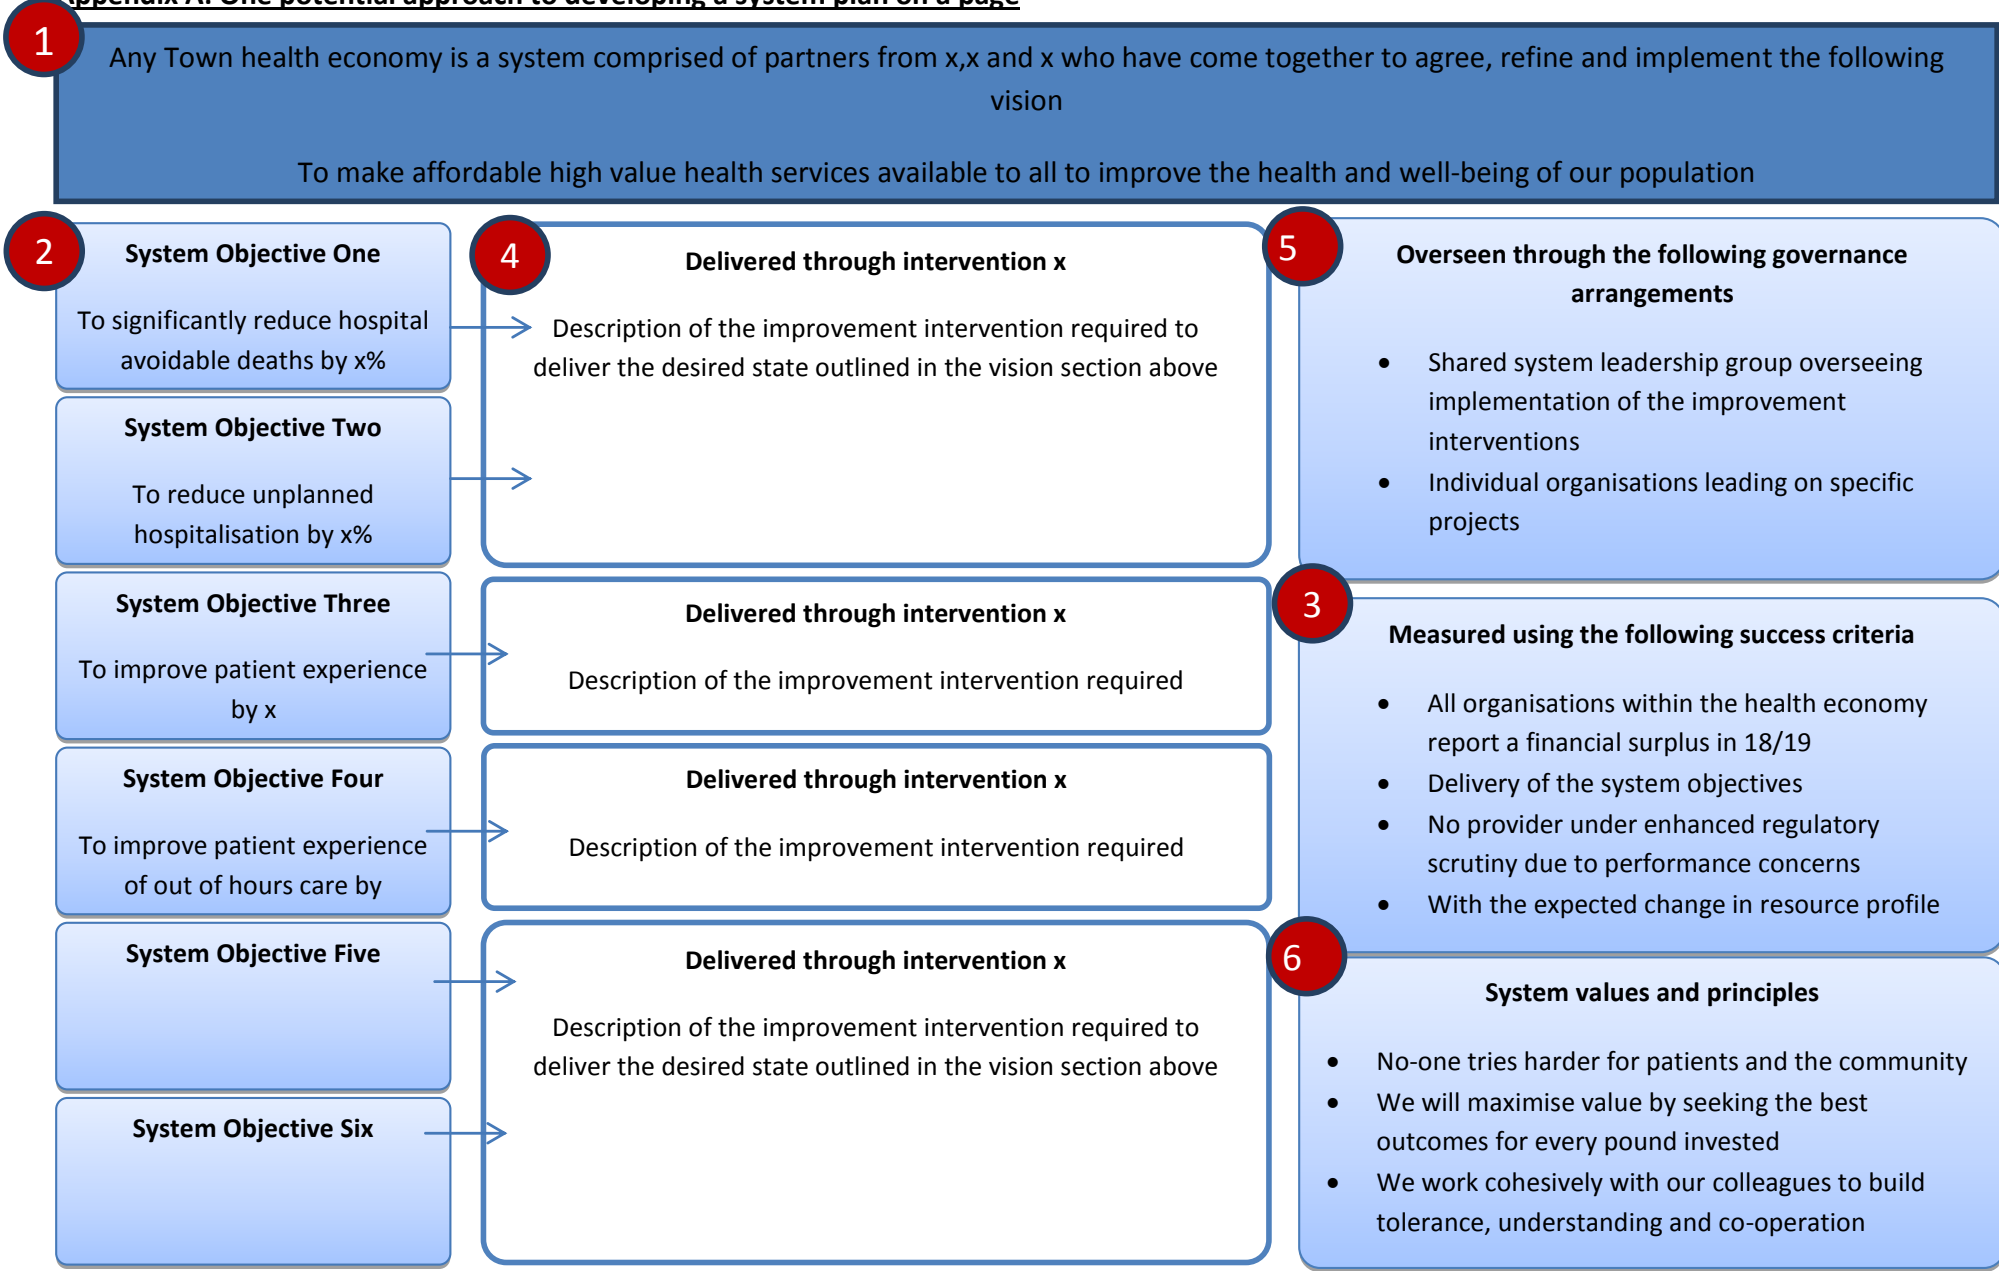 Appendix A: One potential approach to developing a system plan on a page
1
Any Town health economy is a system comprised of partners from x,x and x who have come together to agree, refine and implement the following
vision
To make affordable high value health services available to all to improve the health and well-being of our population
2
System Objective One
To significantly reduce hospital
avoidable deaths by x%
System Objective Two
To reduce unplanned
hospitalisation by x%
System Objective Three
To improve patient experience
by x
System Objective Four
To improve patient experience
of out of hours care by
System Objective Five
System Objective Six
4
Delivered through intervention x
Description of the improvement intervention required to
deliver the desired state outlined in the vision section above
Delivered through intervention x
Description of the improvement intervention required
Delivered through intervention x
Description of the improvement intervention required
Delivered through intervention x
Description of the improvement intervention required to
deliver the desired state outlined in the vision section above
5
Overseen through the following governance
arrangements
• Shared system leadership group overseeing
implementation of the improvement
interventions
• Individual organisations leading on specific
projects
3
Measured using the following success criteria
• All organisations within the health economy
report a financial surplus in 18/19
• Delivery of the system objectives
• No provider under enhanced regulatory
scrutiny due to performance concerns
• With the expected change in resource profile
6
System values and principles
• No-one tries harder for patients and the community
• We will maximise value by seeking the best
outcomes for every pound invested
• We work cohesively with our colleagues to build
tolerance, understanding and co-operation